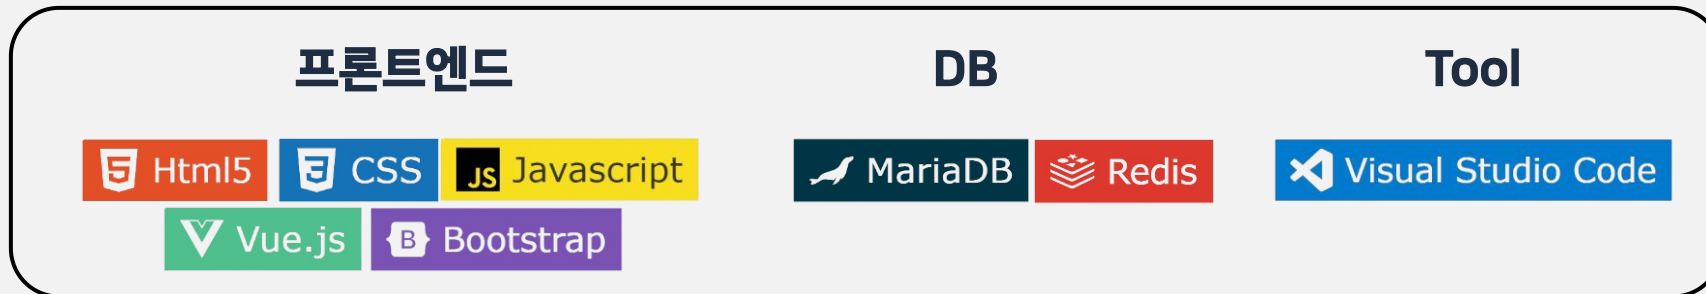 프론트엔드
DB
Tool
Html5
CSS
JS Javascript
MariaDB
Redis
Visual Studio Code
Vue.js
B Bootstrap